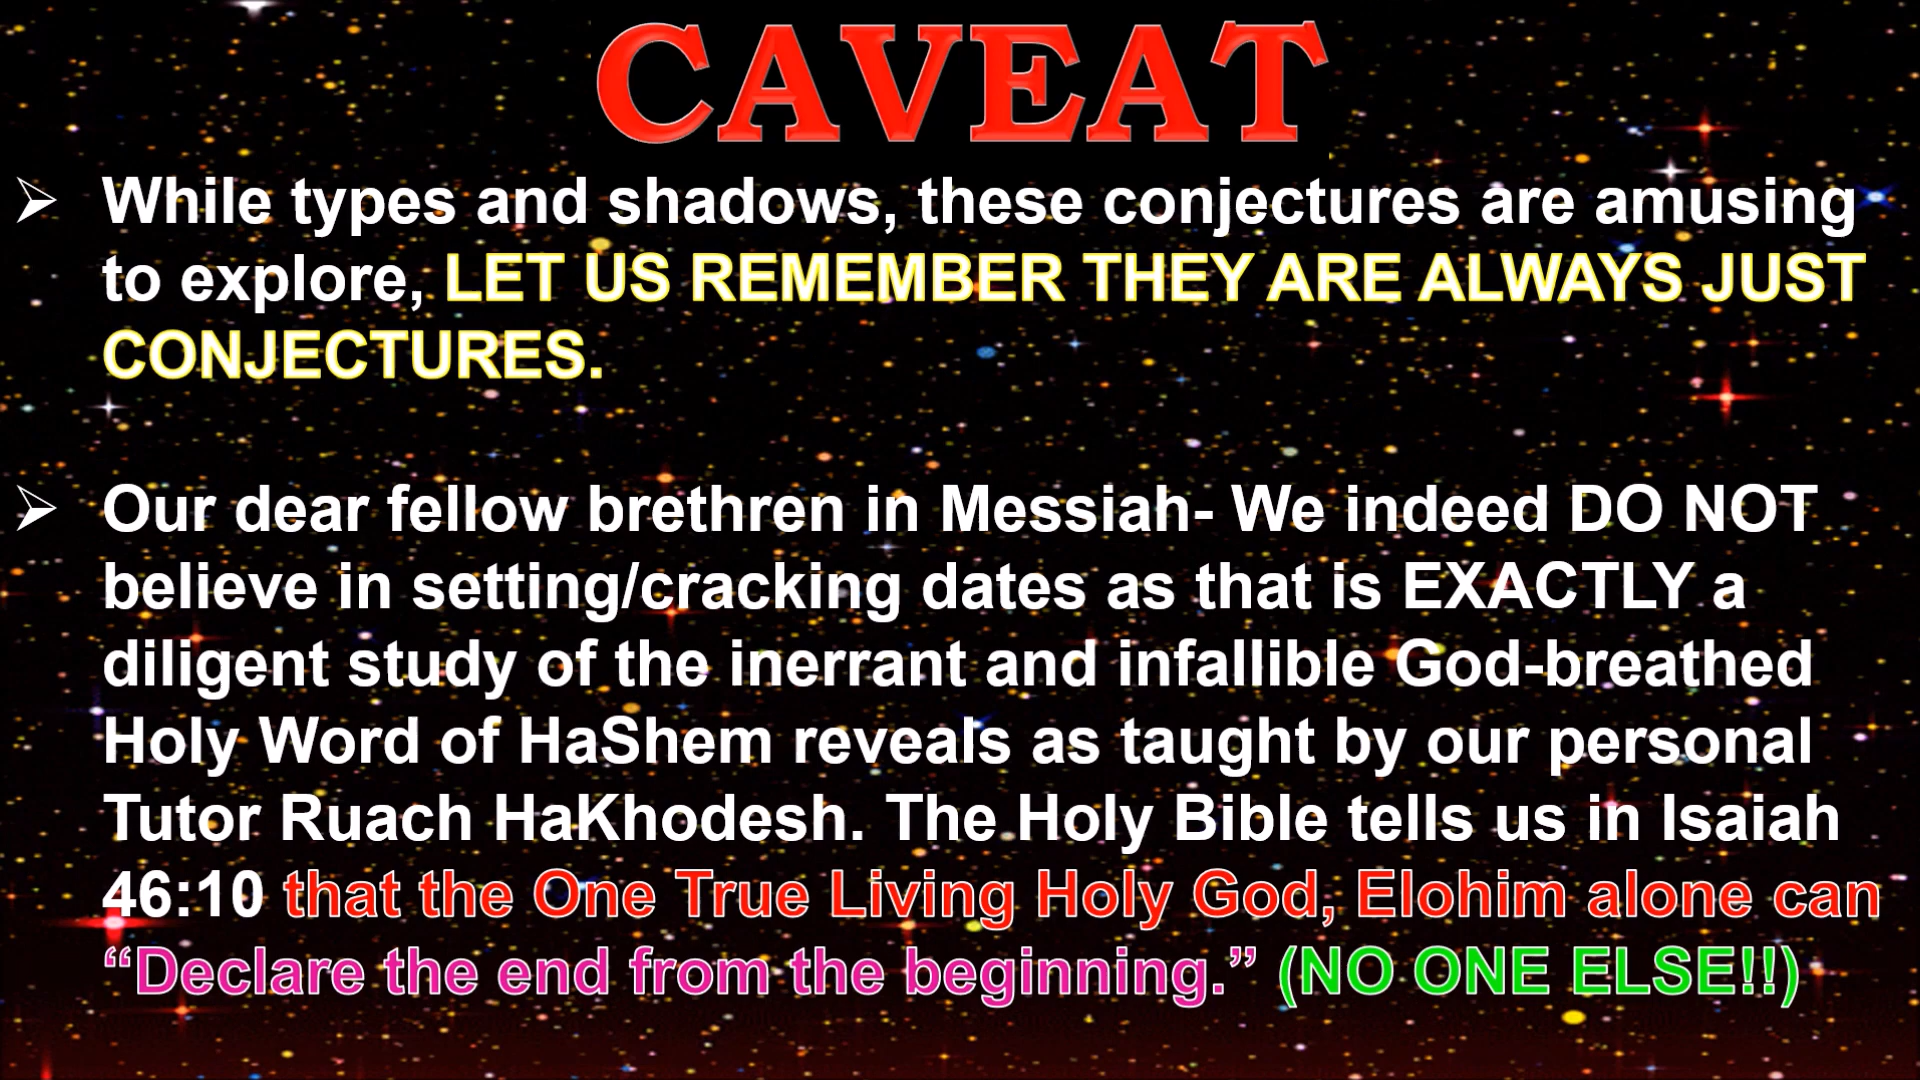 CAVEAT
➢ While types and shadows, these conjectures are amusing
to explore, LET US REMEMBER THEY ARE ALWAYS JUST
CONJECTURES.
➢ Our dear fellow brethren in Messiah- We indeed DO NOT
believe in setting/cracking dates as that is EXACTLY a
diligent study of the inerrant and infallible God-breathed
Holy Word of HaShem reveals as taught by our personal
Tutor Ruach HaKhodesh. The Holy Bible tells us in Isaiah
46:10 that the One True Living Holy God, Elohim alone can
“Declare the end from the beginning.” (NO ONE ELSE!!)